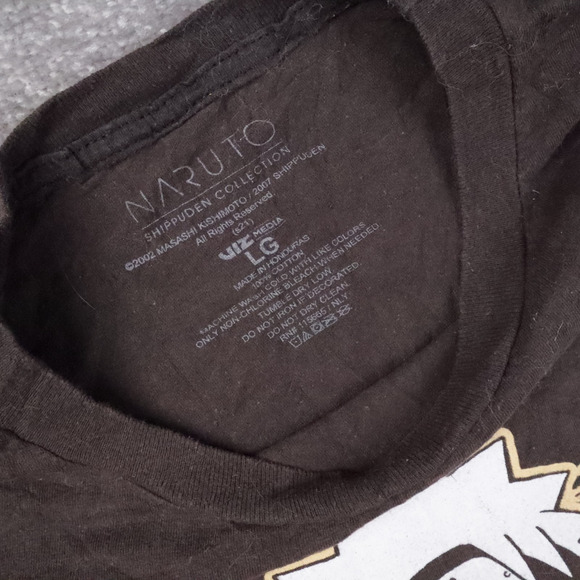 NARUTO
SHIPPUDEN COLLECTION
©2002 MASASHI KISHIMOTO / 2007 SHIPPUDEN
All Rights Reserved
(s21)
VIZ MEDIA
LG
MADE IN HONDURAS
100% COTTON
MACHINE WASH COLD WITH LIKE COLORS
ONLY NON-CHLORINE BLEACH WHEN NEEDED.
TUMBLE DRY LOW
DO NOT IRON IF DECORATED.
DO NOT DRY CLEAN.
RN#